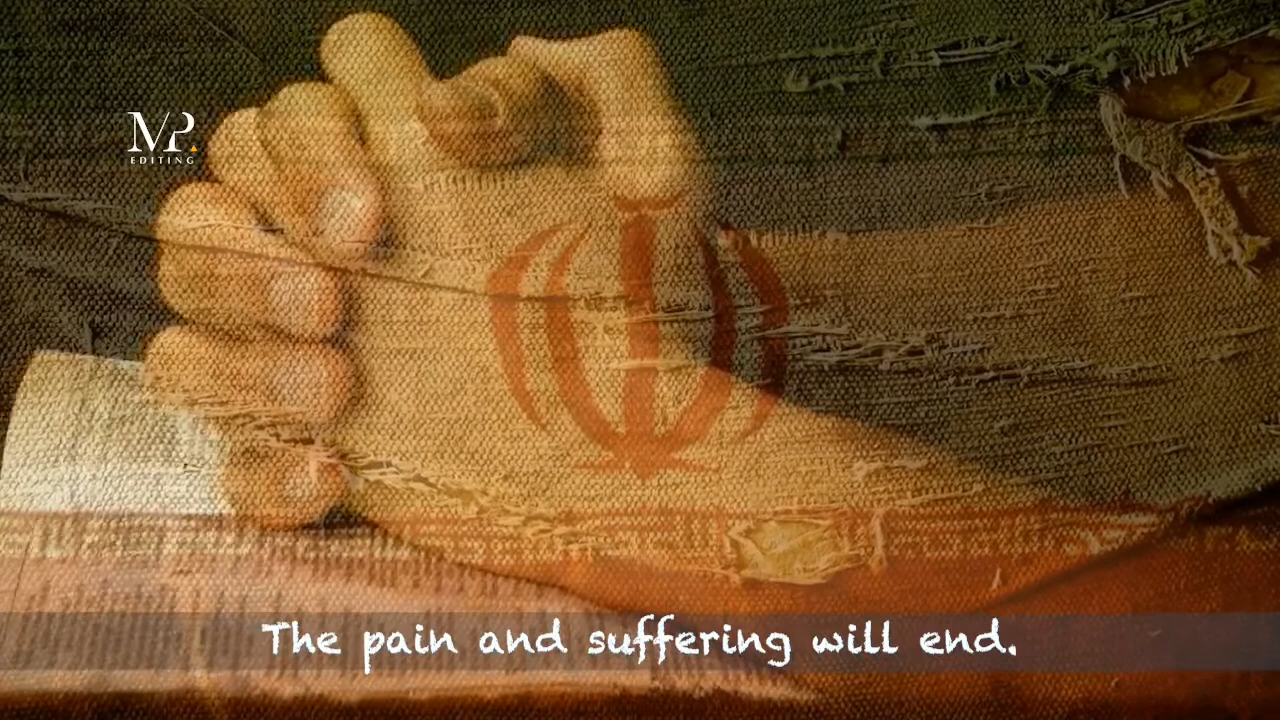 MP.
EDITING
The pain and suffering will end.